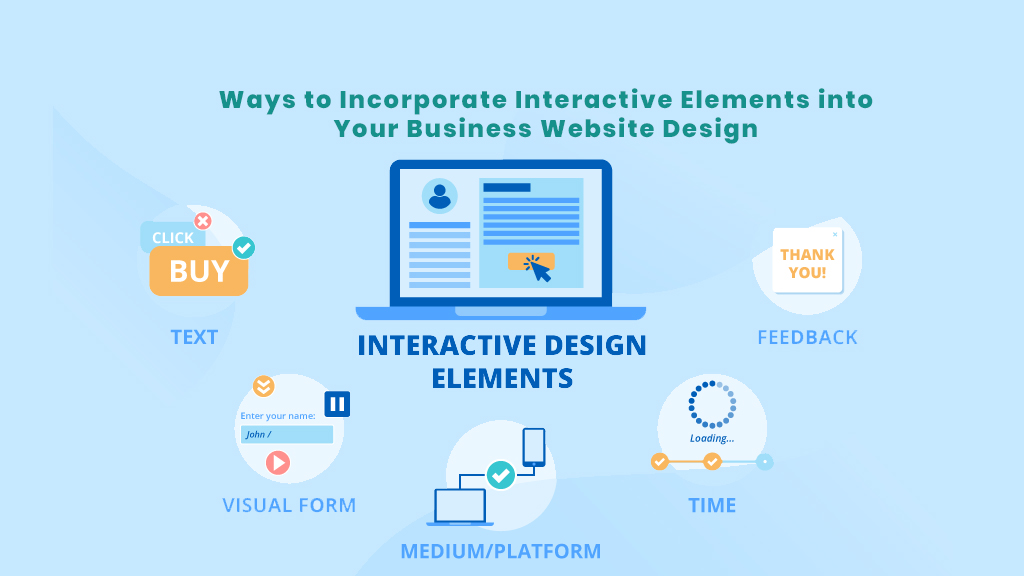 Ways to Incorporate Interactive Elements into
Your Business Website Design
CLICK
BUY
TEXT
THANK
YOU!
FEEDBACK
INTERACTIVE DESIGN
ELEMENTS
Enter your name:
John /
VISUAL FORM
Loading...
TIME
MEDIUM/PLATFORM